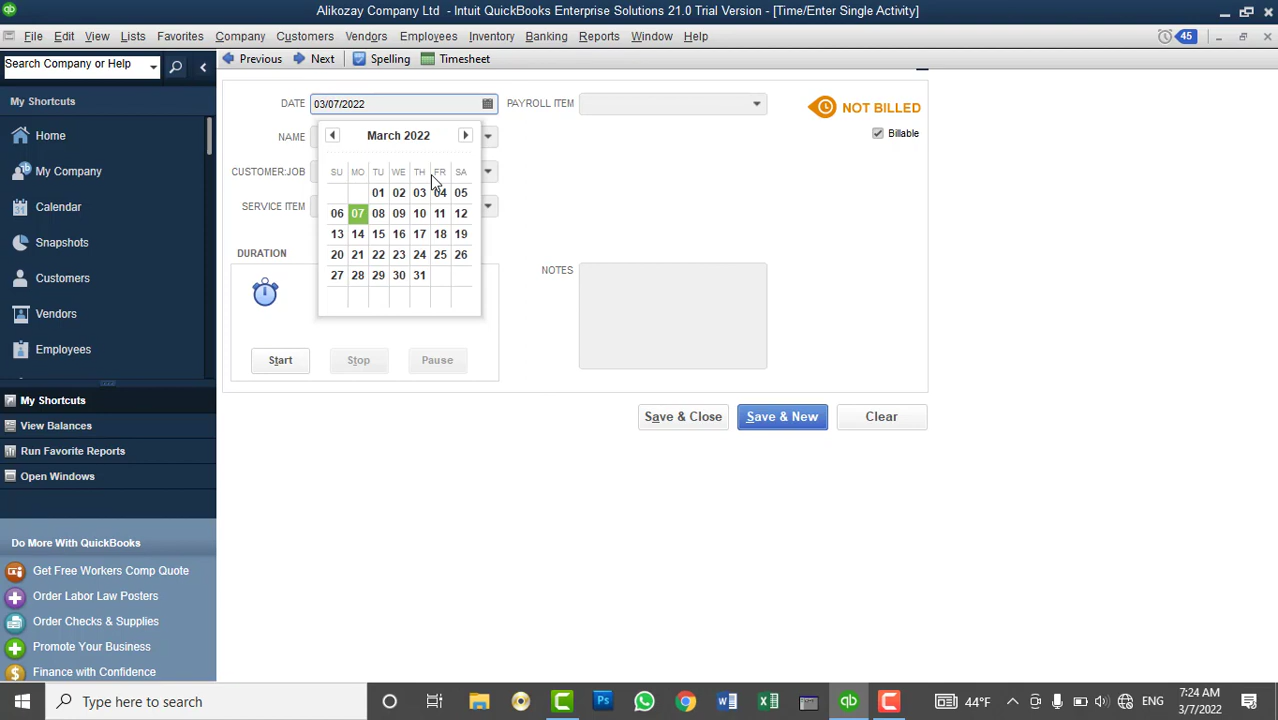 Alikozay Company Ltd - Intuit QuickBooks Enterprise Solutions 21.0 Trial Version - [Time/Enter Single Activity]
File Edit View Lists Favorites Company Customers Vendors Employees Inventory Banking Reports Window Help 45
Search Company or Help
Previous Next Spelling Timesheet
My Shortcuts
Home
My Company
Calendar
Snapshots
Customers
Vendors
Employees
My Shortcuts
View Balances
Run Favorite Reports
Open Windows
Do More With QuickBooks
Get Free Workers Comp Quote
Order Labor Law Posters
Order Checks & Supplies
Promote Your Business
Finance with Confidence
DATE 03/07/2022 PAYROLL ITEM
NOT BILLED
NAME
Billable
CUSTOMER:JOB
SERVICE ITEM
March 2022
SU MO TU WE TH FR SA
01 02 03 04 05
06 07 08 09 10 11 12
13 14 15 16 17 18 19
20 21 22 23 24 25 26
27 28 29 30 31
DURATION
NOTES
Start Stop Pause
Save & Close Save & New Clear
Type here to search
Ps
qb
44°F
ENG
7:24 AM
3/7/2022
7